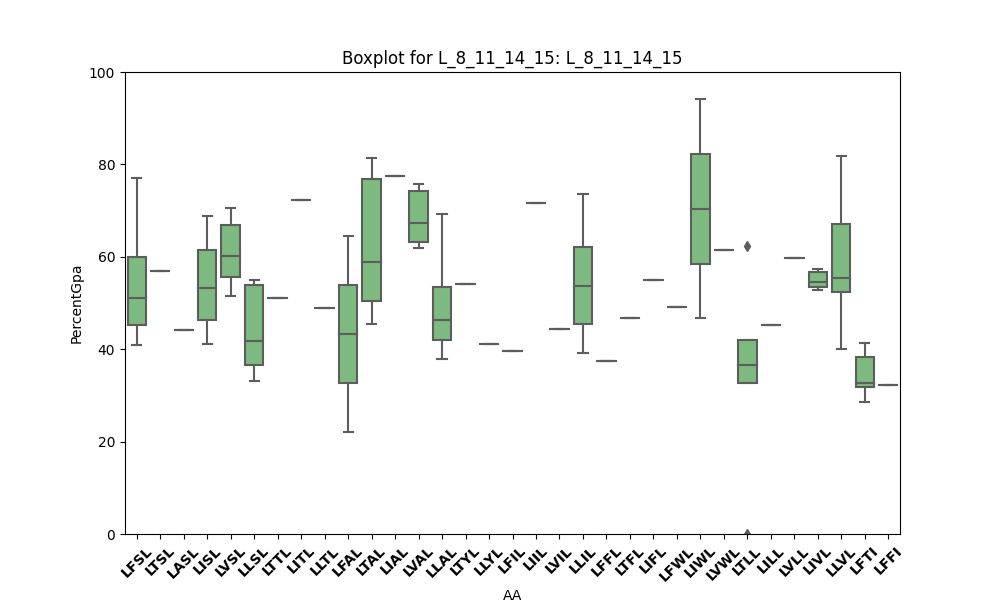 Boxplot for L_8_11_14_15: L_8_11_14_15
100
80
60
40
20
0
PercentGpa
LFSL LTSL LASL LISL LVSL LLSL LTTL LITL LLTL LFAL LTAL LIAL LVAL LLAL LTYL LLYL LFIL LIIL LVIL LLIL LFFL LTFL LIFL LFWL LIWL LVWL LTLL LILL LVLL LIVL LLVL LFTI LFFI
AA